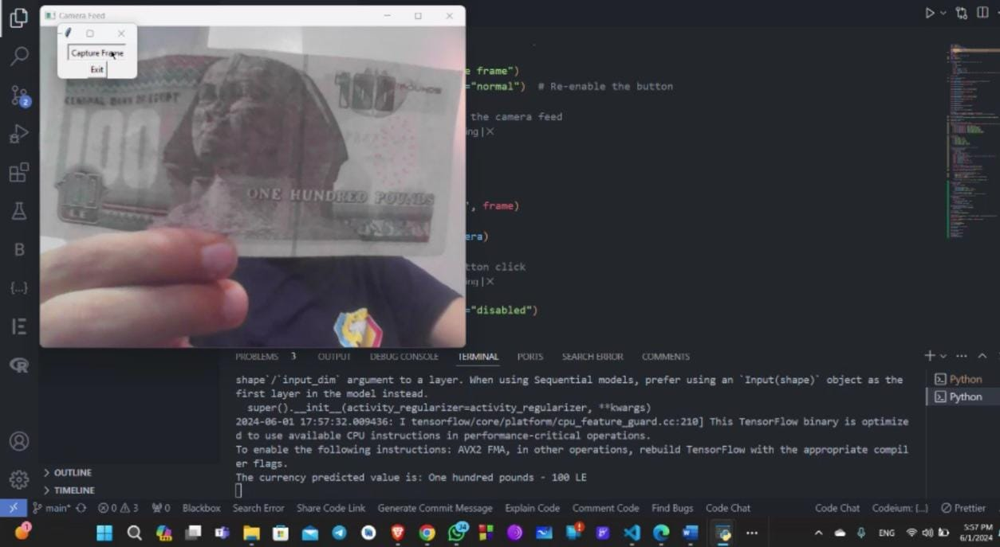 Camera Feed
Capture Frame
Exit
CENTRAL BANK OF EGYPT
100
100 POUNDS
ONE HUNDRED POUNDS
LE
e frame")
="normal")  # Re-enable the button
the camera feed
ing | X
", frame)
era)
tton click
ing | X
="disabled")
PROBLEMS 3 OUTPUT DEBUG CONSOLE TERMINAL PORTS SEARCH ERROR COMMENTS
shape`/`input_dim` argument to a layer. When using Sequential models, prefer using an `Input(shape)` object as the
first layer in the model instead.
super().__init__(activity_regularizer=activity_regularizer, **kwargs)
2024-06-01 17:57:32.009436: I tensorflow/core/platform/cpu_feature_guard.cc:210] This TensorFlow binary is optimize
d to use available CPU instructions in performance-critical operations.
To enable the following instructions: AVX2 FMA, in other operations, rebuild TensorFlow with the appropriate compil
er flags.
The currency predicted value is: One hundred pounds - 100 LE
Python
Python
2
B
{...}
OUTLINE
TIMELINE
main* 0 3 0 Blackbox Search Error Share Code Link Generate Commit Message Explain Code Comment Code Find Bugs Code Chat Code Chat Codeium: {...} Prettier
1 34 ENG 5:57 PM
6/1/2024